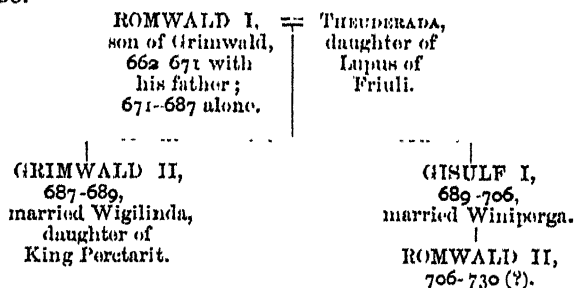 ROMWALD I, = THEUDERADA,
son of Grimwald, daughter of
662 671 with Lupus of
his father; Friuli.
671-687 alone.
GRIMWALD II,
687-689,
married Wigilinda,
daughter of
King Perctarit.
GISULF I,
689-706,
married Winiperga.
ROMWALD II,
706-730 (?).